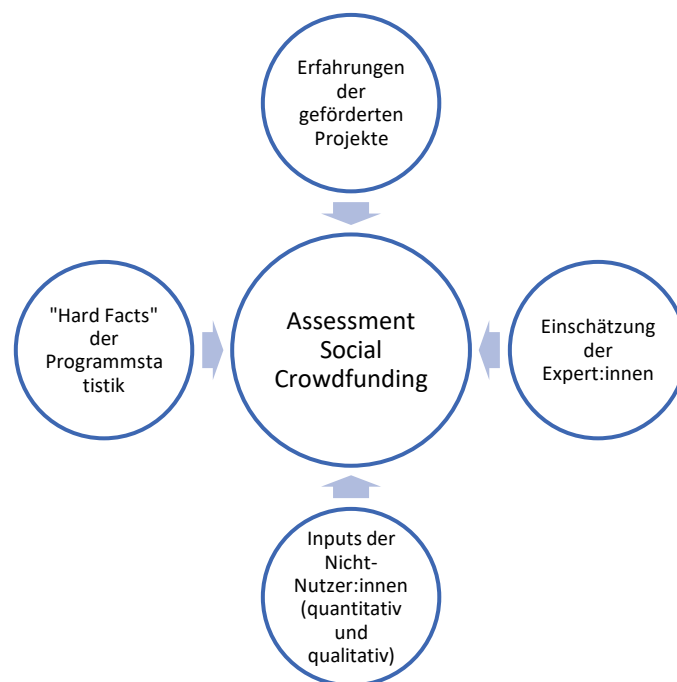 Erfahrungen
der
geförderten
Projekte
"Hard Facts"
der
Programmsta
tistik
Assessment
Social
Crowdfunding
Einschätzung
der
Expert:innen
Inputs der
Nicht-
Nutzer:innen
(quantitativ
und
qualitativ)